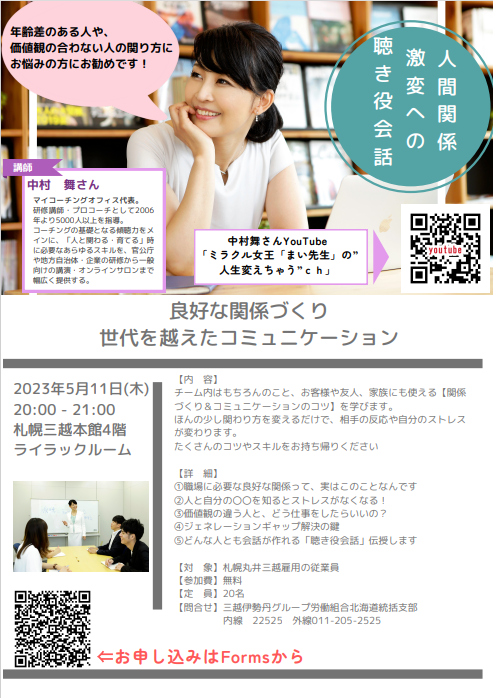 年齢差のある人や、
価値観の合わない人の関り方に
お悩みの方にお勧めです！
人間関係
激変への
聴き役会話
講師
中村　舞さん
マイコーチングオフィス代表。
研修講師・プロコーチとして2006
年より5000人以上を指導。
コーチングの基礎となる傾聴力をメ
インに、「人と関わる・育てる」時
に必要なあらゆるスキルを、官公庁
や地方自治体・企業の研修から一般
向けの講演・オンラインサロンまで
幅広く提供する。
中村舞さんYouTube
「ミラクル女王「まい先生」の”
人生変えちゃう”ｃｈ」
youtube
良好な関係づくり
世代を越えたコミュニケーション
2023年5月11日(木)
20:00 - 21:00
札幌三越本館4階
ライラックルーム
【内　容】
チーム内はもちろんのこと、お客様や友人、家族にも使える【関係
づくり＆コミュニケーションのコツ】を学びます。
ほんの少し関わり方を変えるだけで、相手の反応や自分のストレス
が変わります。
たくさんのコツやスキルをお持ち帰りください
【詳　細】
①職場に必要な良好な関係って、実はこのことなんです
②人と自分の〇〇を知るとストレスがなくなる！
③価値観の違う人と、どう仕事をしたらいいの？
④ジェネレーションギャップ解決の鍵
⑤どんな人とも会話が作れる「聴き役会話」伝授します
【対　象】札幌丸井三越雇用の従業員
【参加費】無料
【定　員】20名
【問合せ】三越伊勢丹グループ労働組合北海道統括支部
内線　22525　外線011-205-2525
⇐お申し込みはFormsから